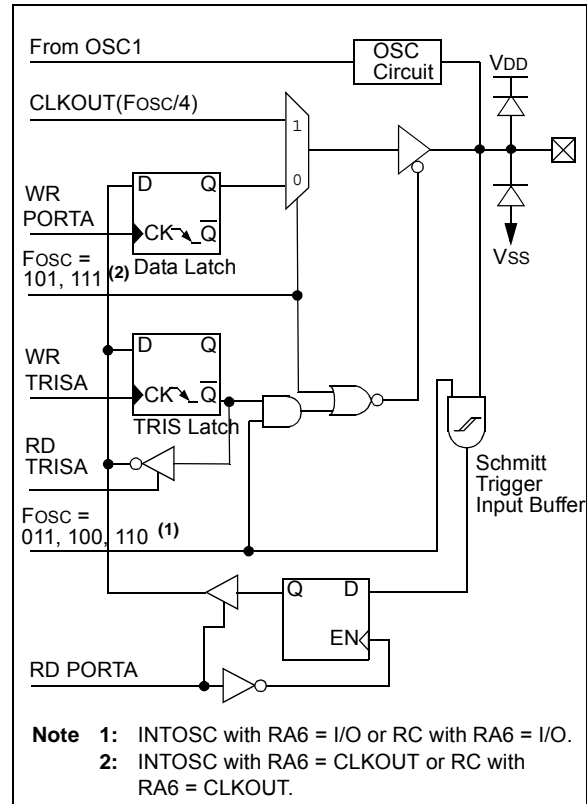 From OSC1
OSC
Circuit
VDD
CLKOUT(FOSC/4)
1
0
D Q
WR
PORTA
CK Q
Data Latch
FOSC =
101, 111 (2)
VSS
D Q
WR
TRISA
CK Q
TRIS Latch
RD
TRISA
Schmitt
Trigger
Input Buffer
FOSC =
011, 100, 110 (1)
Q D
EN
RD PORTA
Note 1: INTOSC with RA6 = I/O or RC with RA6 = I/O.
2: INTOSC with RA6 = CLKOUT or RC with
RA6 = CLKOUT.